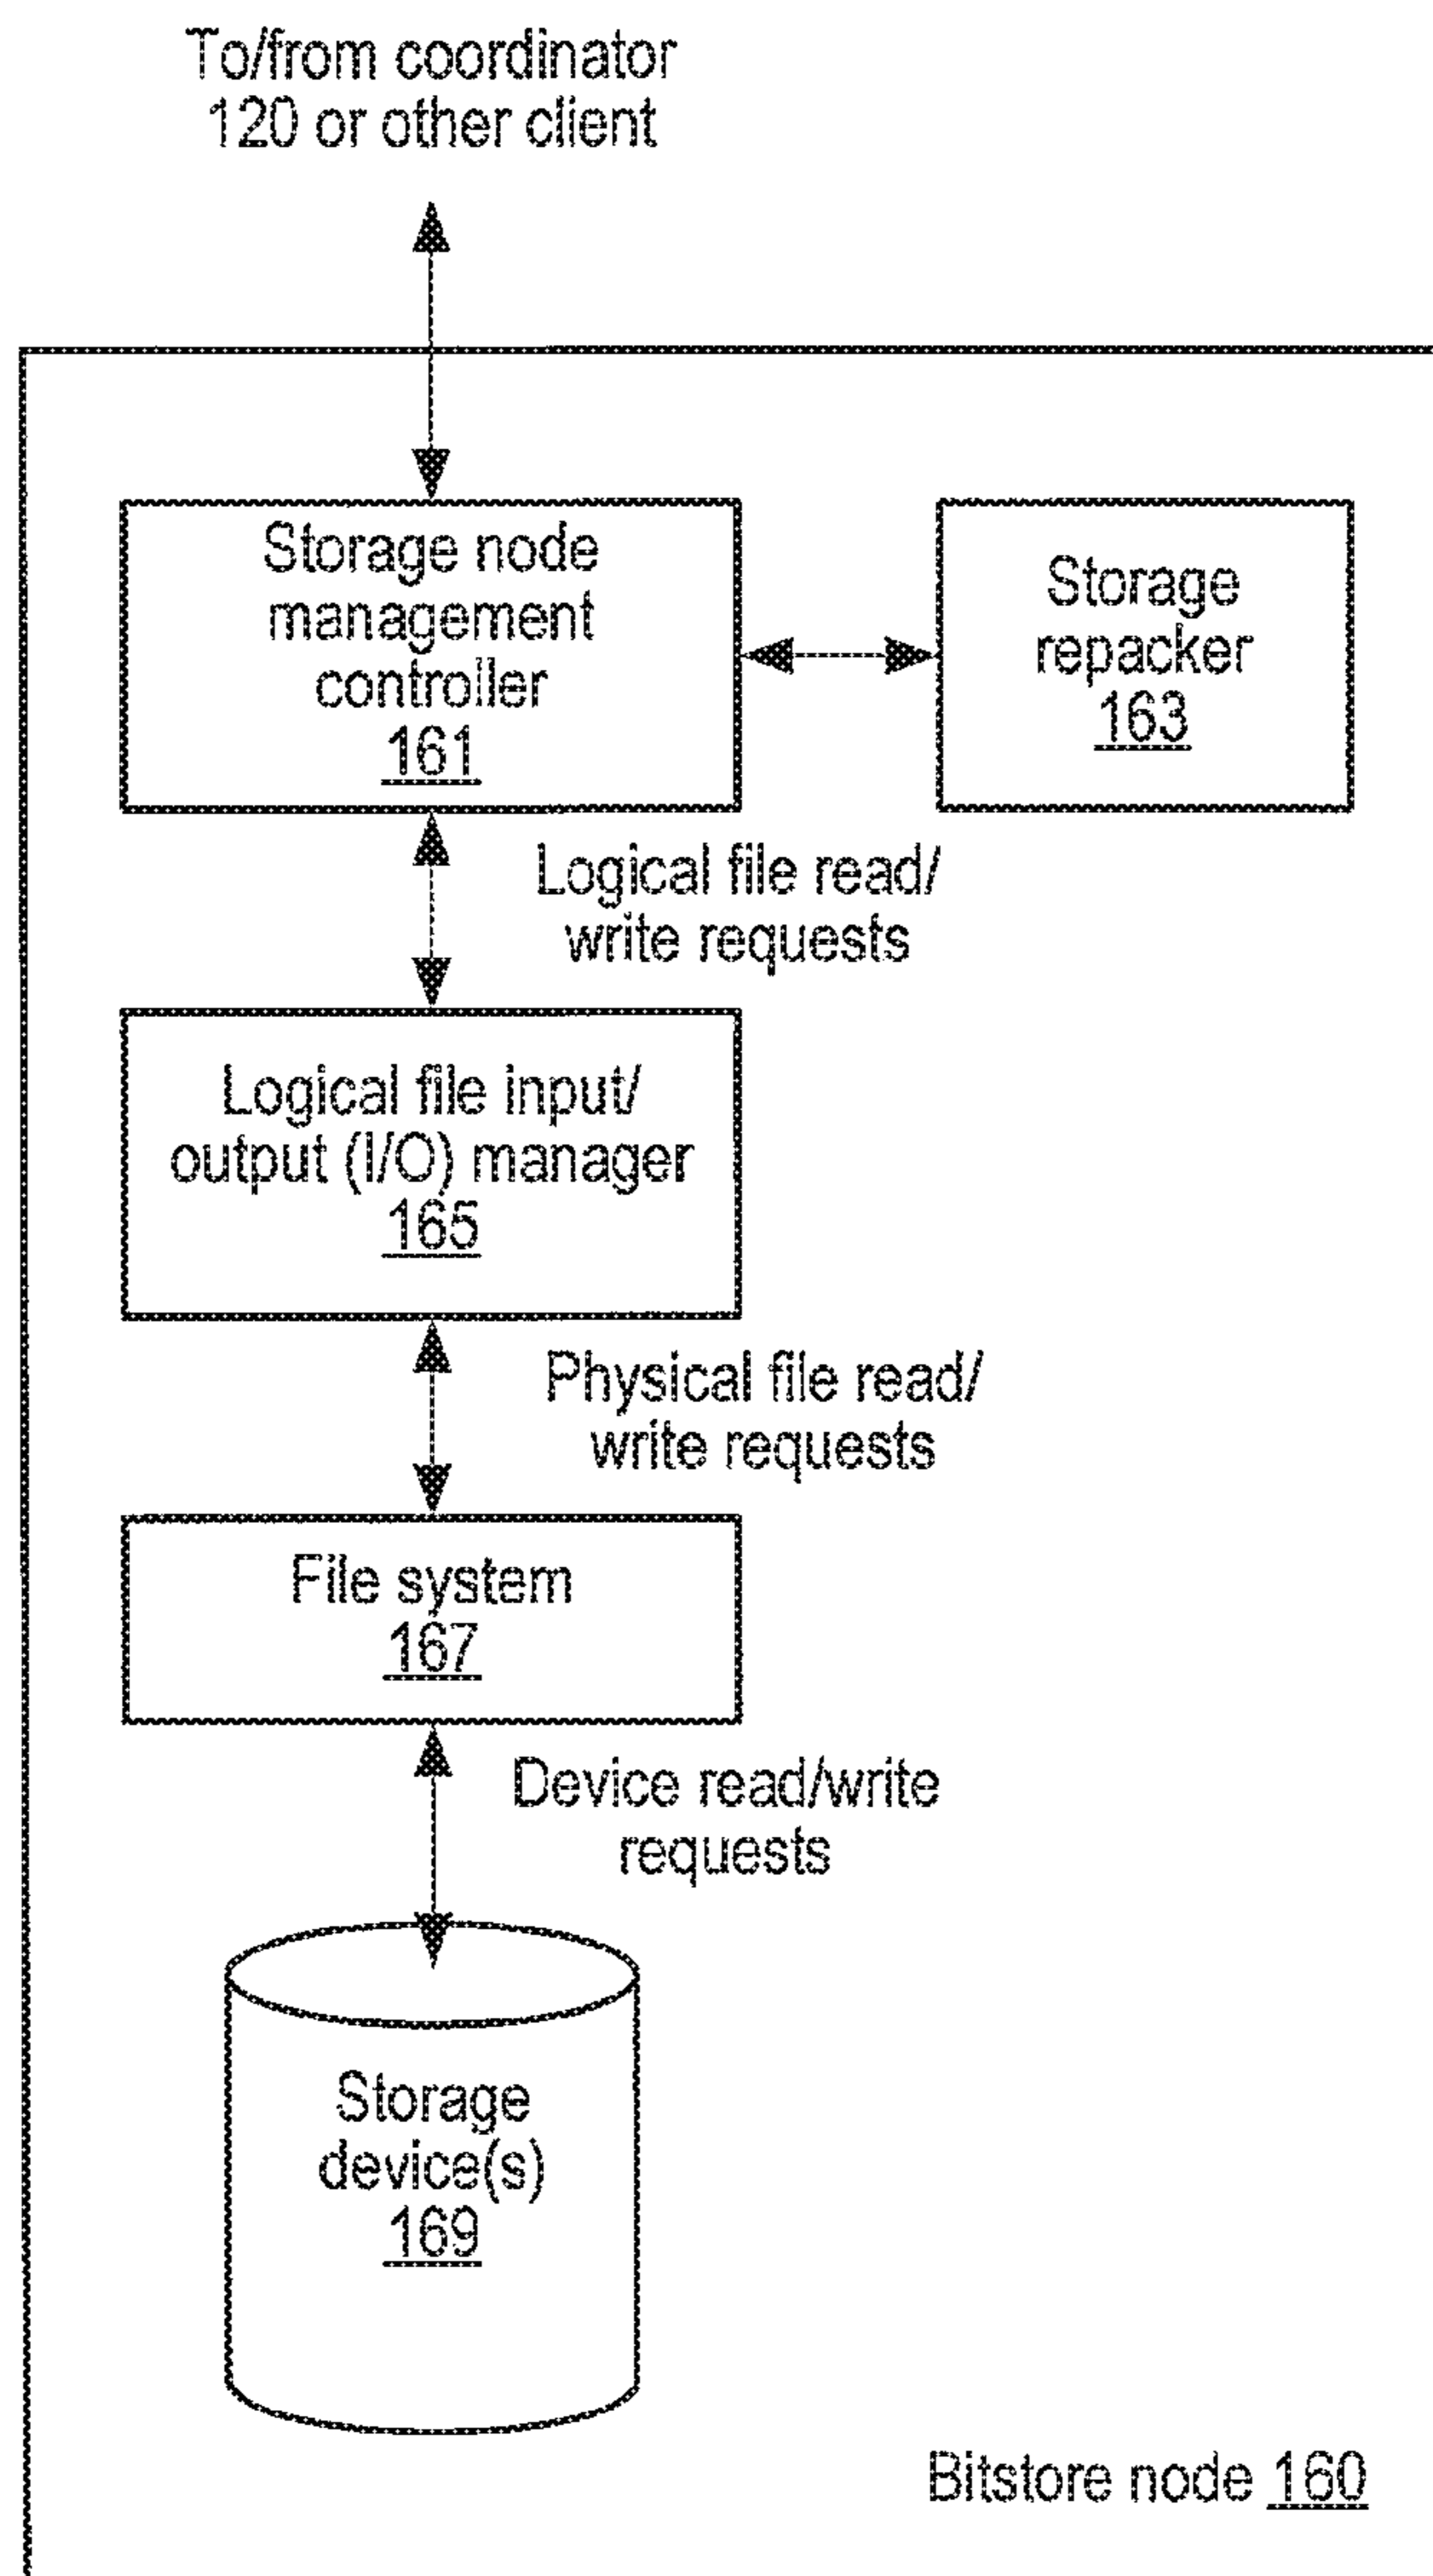 To/from coordinator
120 or other client
Storage node
management
controller
161
Storage
repacker
163
Logical file read/
write requests
Logical file input/
output (I/O) manager
165
Physical file read/
write requests
File system
167
Device read/write
requests
Storage
device(s)
169
Bitstore node 160